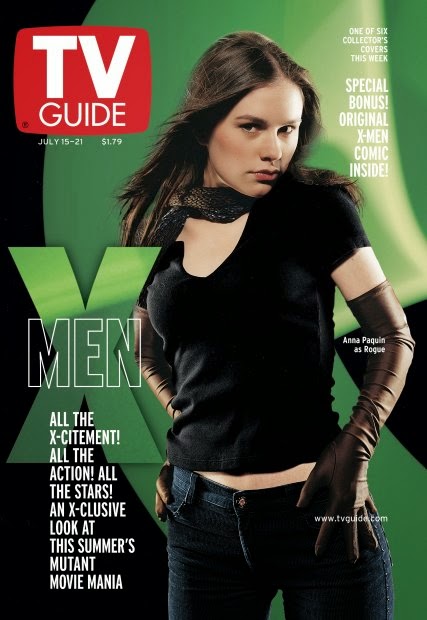 TV
GUIDE
®
JULY 15–21 $1.79
ONE OF SIX
COLLECTOR'S
COVERS
THIS WEEK
SPECIAL
BONUS!
ORIGINAL
X-MEN
COMIC
INSIDE!
X
MEN
Anna Paquin
as Rogue
ALL THE
X-CITEMENT!
ALL THE
ACTION! ALL
THE STARS!
AN X-CLUSIVE
LOOK AT
THIS SUMMER'S
MUTANT
MOVIE MANIA
www.tvguide.com